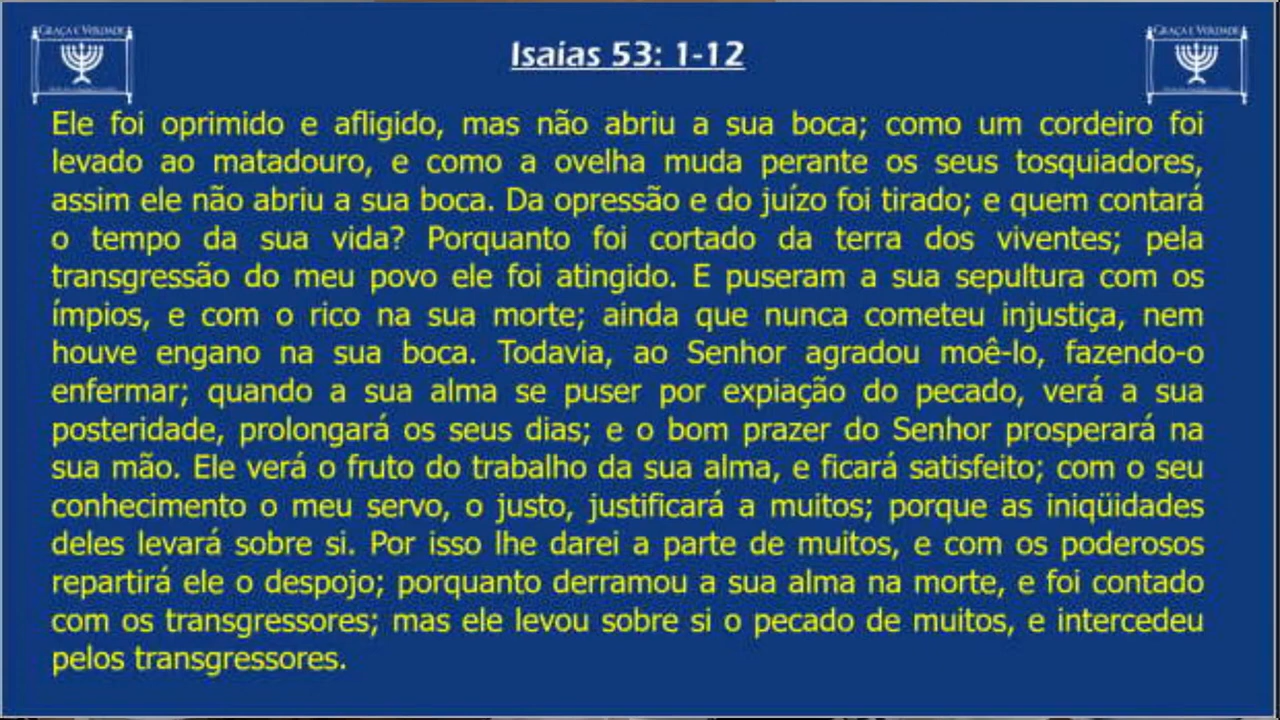 GRAÇA E VERDADE
GRAÇA E VERDADE
Isaías 53: 1-12
Ele foi oprimido e afligido, mas não abriu a sua boca; como um cordeiro foi
levado ao matadouro, e como a ovelha muda perante os seus tosquiadores,
assim ele não abriu a sua boca. Da opressão e do juízo foi tirado; e quem contará
o tempo da sua vida? Porquanto foi cortado da terra dos viventes; pela
transgressão do meu povo ele foi atingido. E puseram a sua sepultura com os
ímpios, e com o rico na sua morte; ainda que nunca cometeu injustiça, nem
houve engano na sua boca. Todavia, ao Senhor agradou moê-lo, fazendo-o
enfermar; quando a sua alma se puser por expiação do pecado, verá a sua
posteridade, prolongará os seus dias; e o bom prazer do Senhor prosperará na
sua mão. Ele verá o fruto do trabalho da sua alma, e ficará satisfeito; com o seu
conhecimento o meu servo, o justo, justificará a muitos; porque as iniqüidades
deles levará sobre si. Por isso lhe darei a parte de muitos, e com os poderosos
repartirá ele o despojo; porquanto derramou a sua alma na morte, e foi contado
com os transgressores; mas ele levou sobre si o pecado de muitos, e intercedeu
pelos transgressores.